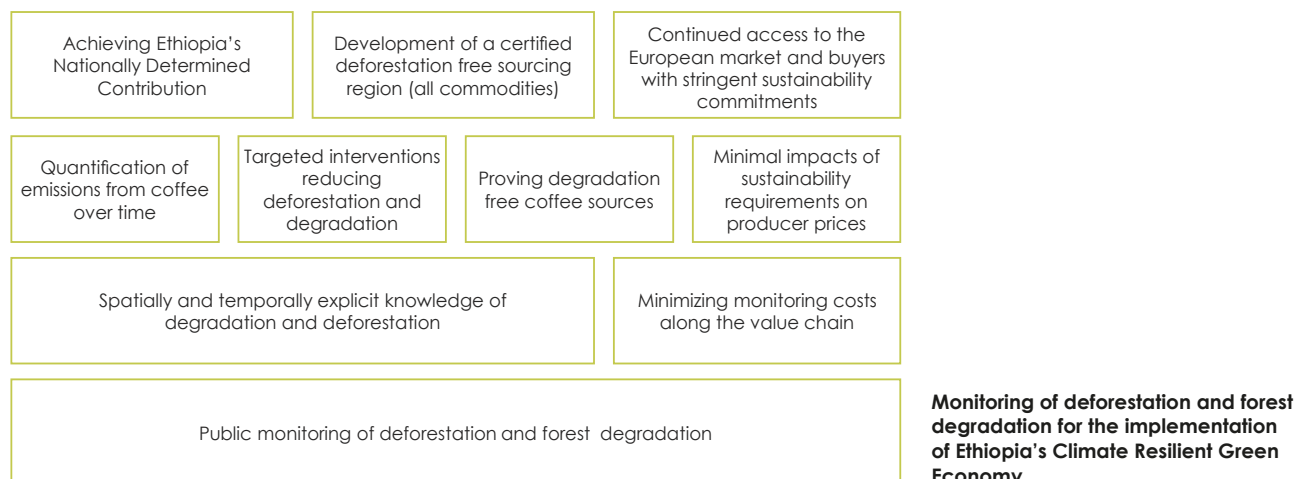 Achieving Ethiopia's
Nationally Determined
Contribution
Development of a certified
deforestation free sourcing
region (all commodities)
Continued access to the
European market and buyers
with stringent sustainability
commitments
Quantification of
emissions from coffee
over time
Targeted interventions
reducing
deforestation and
degradation
Proving degradation
free coffee sources
Minimal impacts of
sustainability
requirements on
producer prices
Spatially and temporally explicit knowledge of
degradation and deforestation
Minimizing monitoring costs
along the value chain
Public monitoring of deforestation and forest degradation
Monitoring of deforestation and forest
degradation for the implementation
of Ethiopia's Climate Resilient Green
Economy